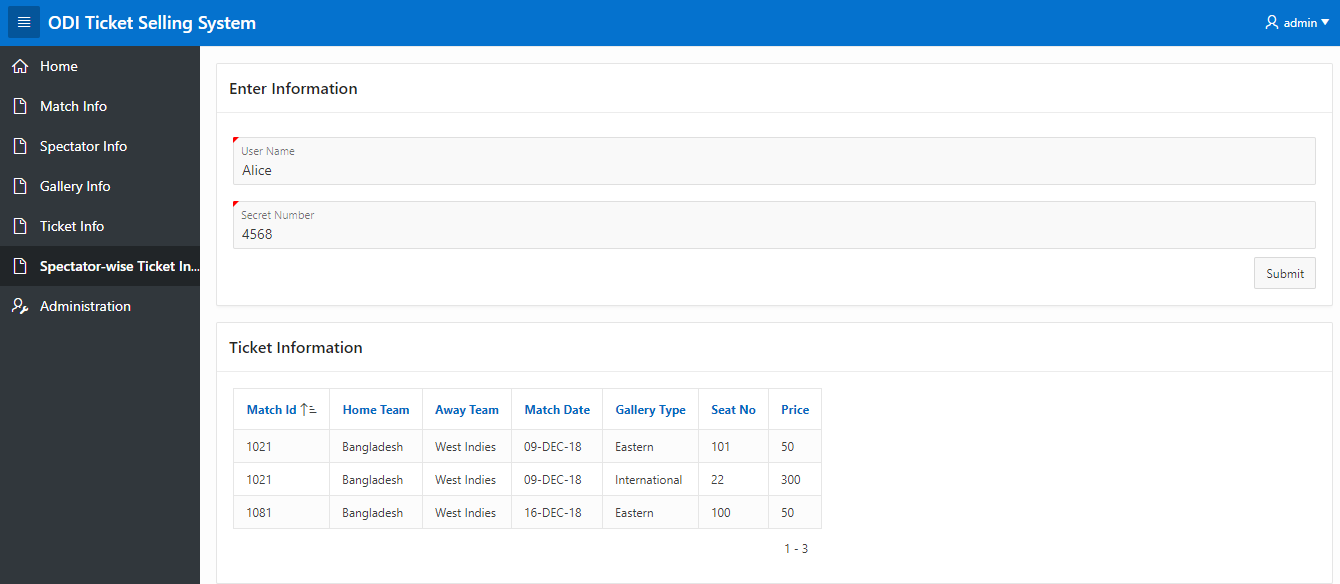 ODI Ticket Selling System
admin
Home
Match Info
Spectator Info
Gallery Info
Ticket Info
Spectator-wise Ticket In...
Administration
Enter Information
User Name
Alice
Secret Number
4568
Submit
Ticket Information
Match Id Home Team Away Team Match Date Gallery Type Seat No Price
1021 Bangladesh West Indies 09-DEC-18 Eastern 101 50
1021 Bangladesh West Indies 09-DEC-18 International 22 300
1081 Bangladesh West Indies 16-DEC-18 Eastern 100 50
1 - 3